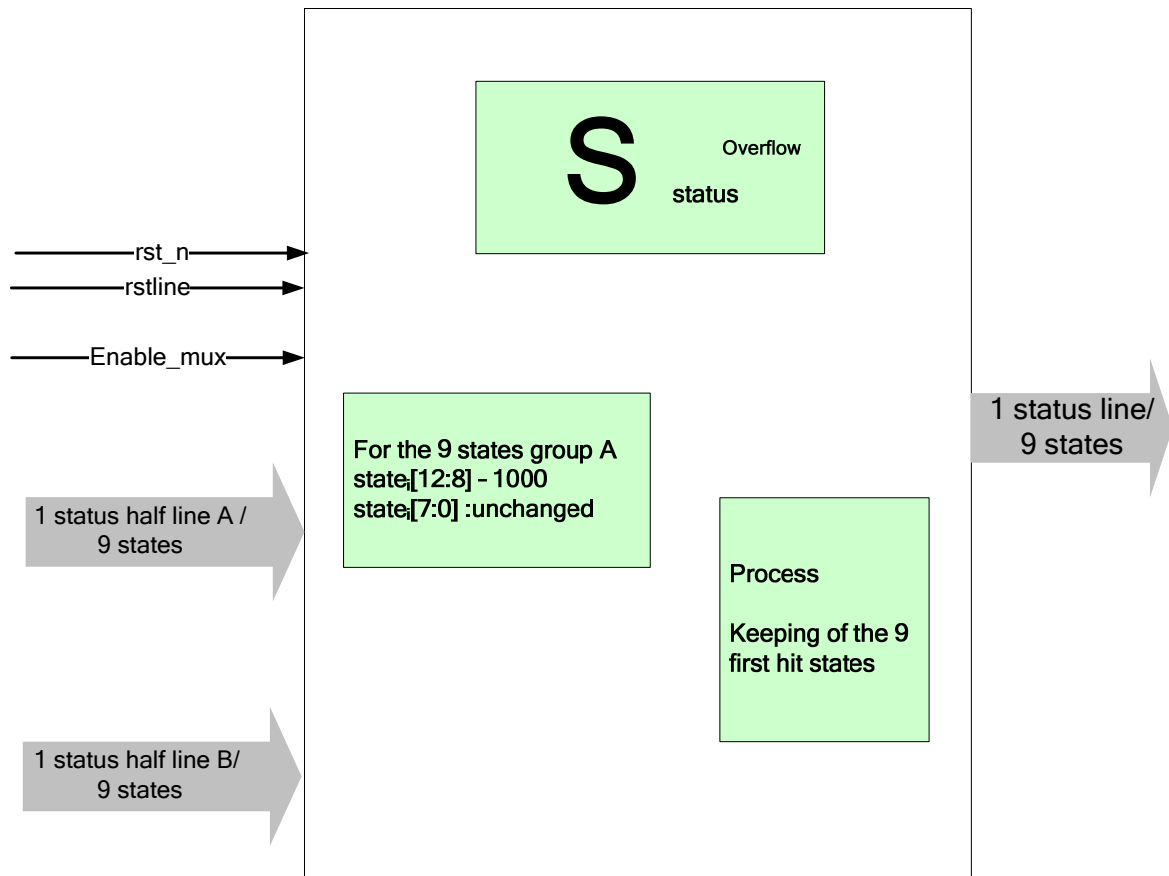 S
Overflow
status
rst_n
rstline
Enable_mux
For the 9 states group A
stateᵢ[12:8] – 1000
stateᵢ[7:0] :unchanged
1 status line/
9 states
1 status half line A /
9 states
Process
Keeping of the 9
first hit states
1 status half line B/
9 states